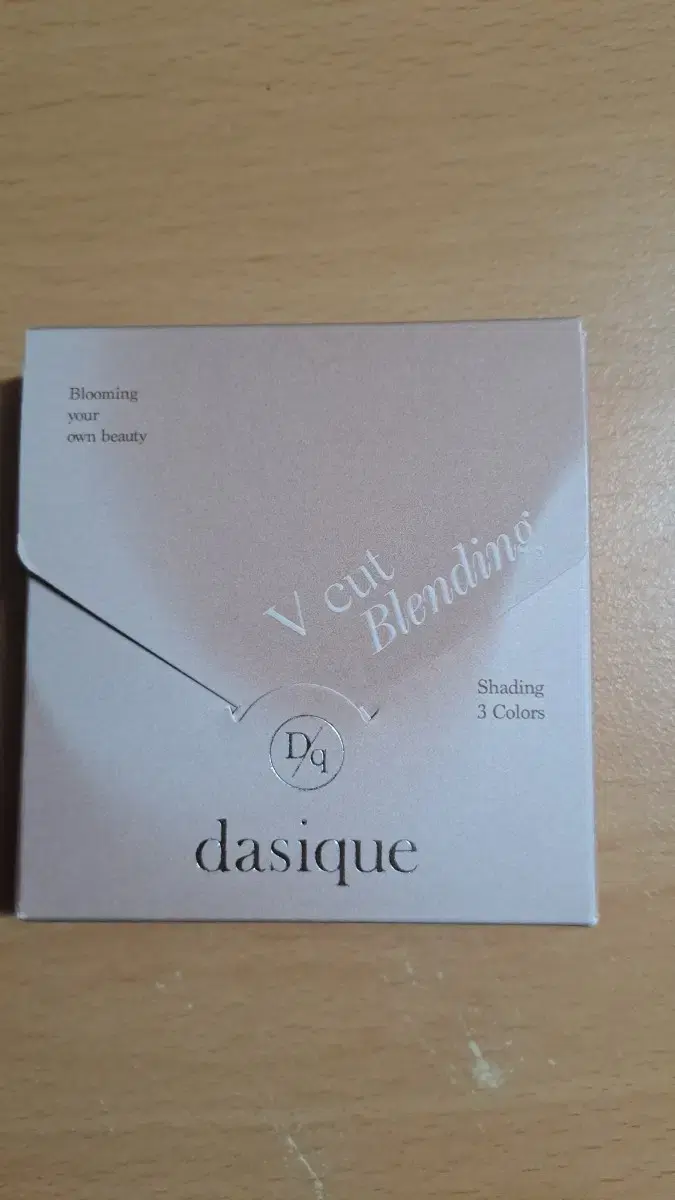 Blooming
your
own beauty
V cut
Blending
Shading
3 Colors
D/q
dasique